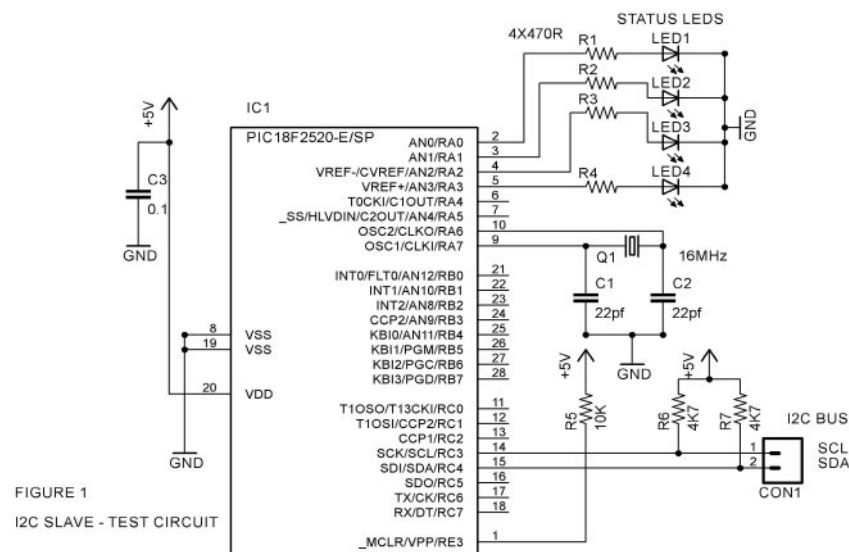 STATUS LEDS
4X470R
R1
LED1
R2
LED2
R3
LED3
R4
LED4
GND
+5V
C3
0.1
GND
IC1
PIC18F2520-E/SP
AN0/RA0 2
AN1/RA1 3
VREF-/CVREF/AN2/RA2 4
VREF+/AN3/RA3 5
T0CKI/C1OUT/RA4 6
_SS/HLVDIN/C2OUT/AN4/RA5 7
OSC2/CLKO/RA6 10
OSC1/CLKI/RA7 9
INT0/FLT0/AN12/RB0 21
INT1/AN10/RB1 22
INT2/AN8/RB2 23
CCP2/AN9/RB3 24
KBI0/AN11/RB4 25
KBI1/PGM/RB5 26
KBI2/PGC/RB6 27
KBI3/PGD/RB7 28
T1OSO/T13CKI/RC0 11
T1OSI/CCP2/RC1 12
CCP1/RC2 13
SCK/SCL/RC3 14
SDI/SDA/RC4 15
SDO/RC5 16
TX/CK/RC6 17
RX/DT/RC7 18
_MCLR/VPP/RE3 1
8 VSS
19 VSS
20 VDD
GND
Q1
16MHz
C1
22pf
C2
22pf
GND
+5V
R5
10K
+5V
R6
4K7
R7
4K7
I2C BUS
1 SCL
2 SDA
CON1
FIGURE 1
I2C SLAVE - TEST CIRCUIT